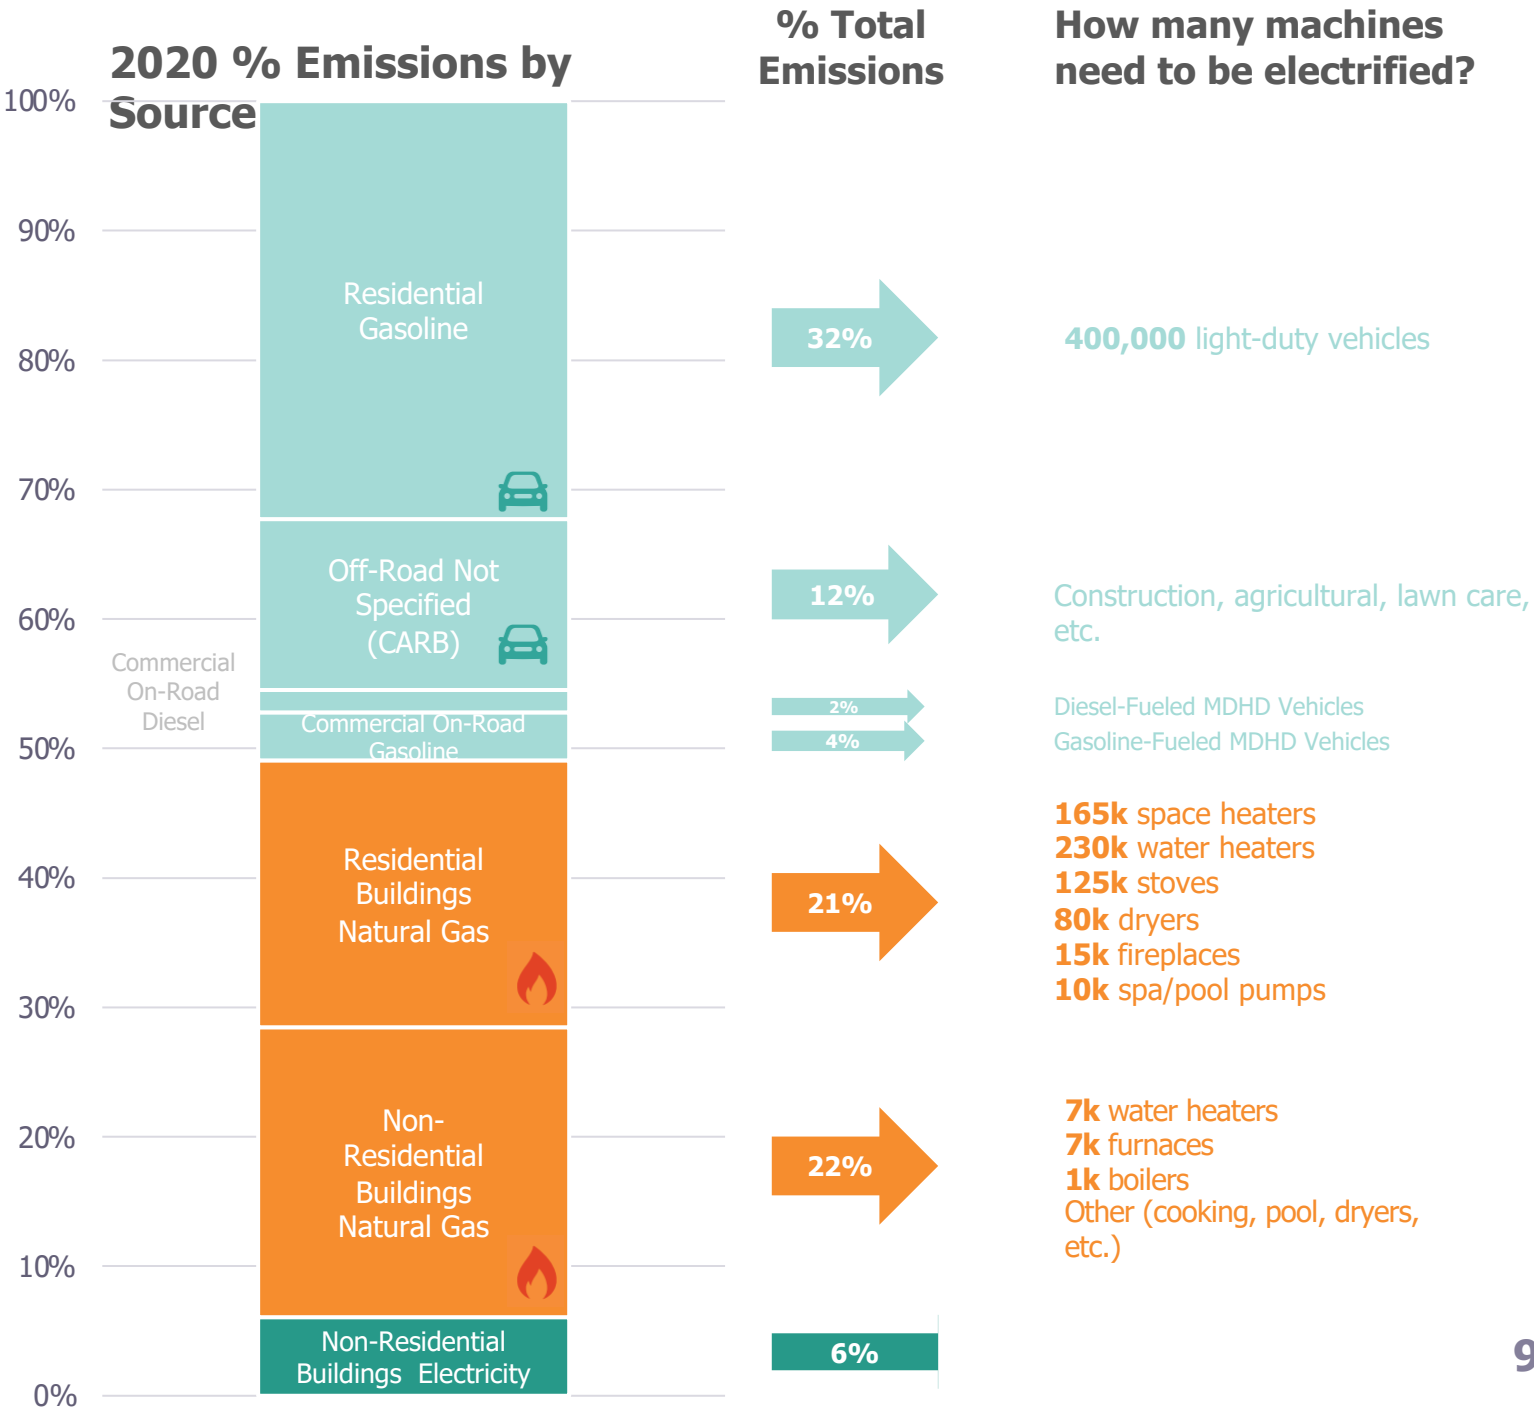 2020 % Emissions by
Source
% Total
Emissions
How many machines
need to be electrified?
100%
90%
80%
70%
60%
50%
40%
30%
20%
10%
0%
Residential
Gasoline
32%
400,000 light-duty vehicles
Off-Road Not
Specified
(CARB)
12%
Construction, agricultural, lawn care,
etc.
Commercial
On-Road
Diesel
2%
Diesel-Fueled MDHD Vehicles
Commercial On-Road
Gasoline
4%
Gasoline-Fueled MDHD Vehicles
Residential
Buildings
Natural Gas
21%
165k space heaters
230k water heaters
125k stoves
80k dryers
15k fireplaces
10k spa/pool pumps
Non-
Residential
Buildings
Natural Gas
22%
7k water heaters
7k furnaces
1k boilers
Other (cooking, pool, dryers,
etc.)
Non-Residential
Buildings Electricity
6%
9